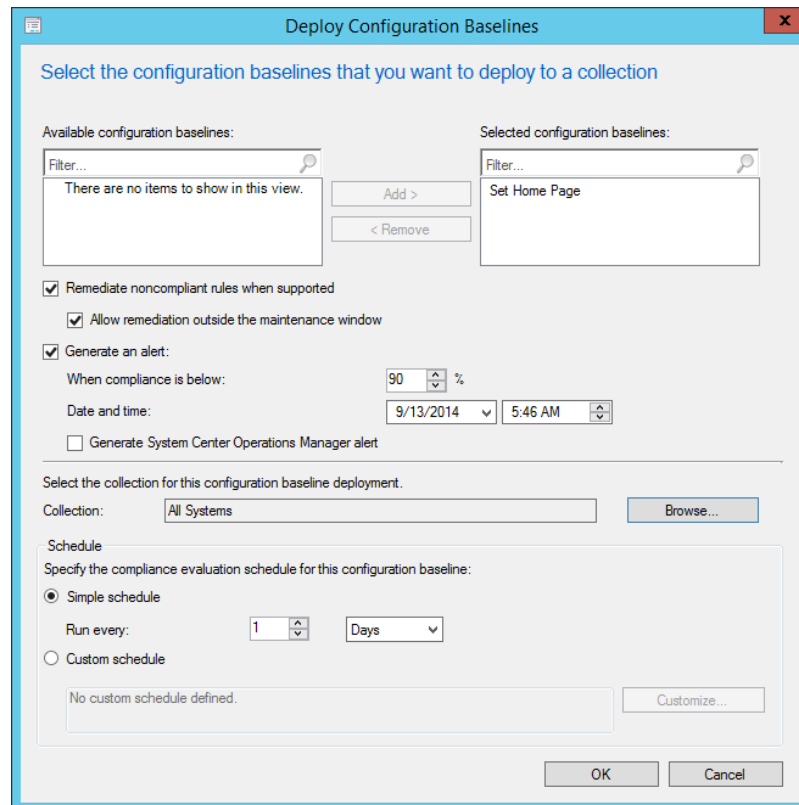 Deploy Configuration Baselines
x
Select the configuration baselines that you want to deploy to a collection
Available configuration baselines:
Selected configuration baselines:
Filter...
Filter...
There are no items to show in this view.
Add >
Set Home Page
< Remove
Remediate noncompliant rules when supported
Allow remediation outside the maintenance window
Generate an alert:
When compliance is below: 90 %
Date and time: 9/13/2014 5:46 AM
Generate System Center Operations Manager alert
Select the collection for this configuration baseline deployment.
Collection: All Systems Browse...
Schedule
Specify the compliance evaluation schedule for this configuration baseline:
Simple schedule
Run every: 1 Days
Custom schedule
No custom schedule defined.
Customize...
OK Cancel